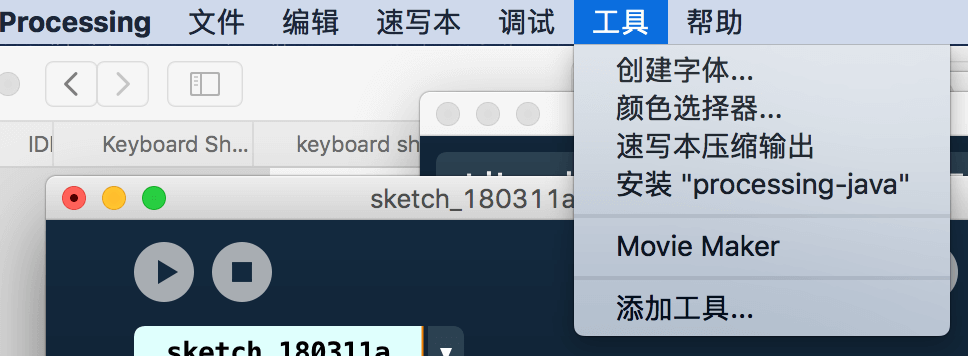 Processing 文件 编辑 速写本 调试 工具 帮助
创建字体...
颜色选择器...
速写本压缩输出
安装 "processing-java"
Movie Maker
添加工具...
Keyboard Sh... keyboard sh
sketch_180311a
sketch_180311a